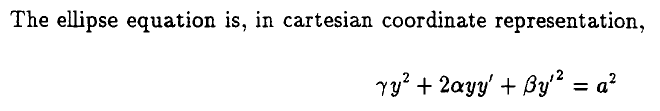 The ellipse equation is, in cartesian coordinate representation,
γy² + 2αyy′ + βy′² = a²